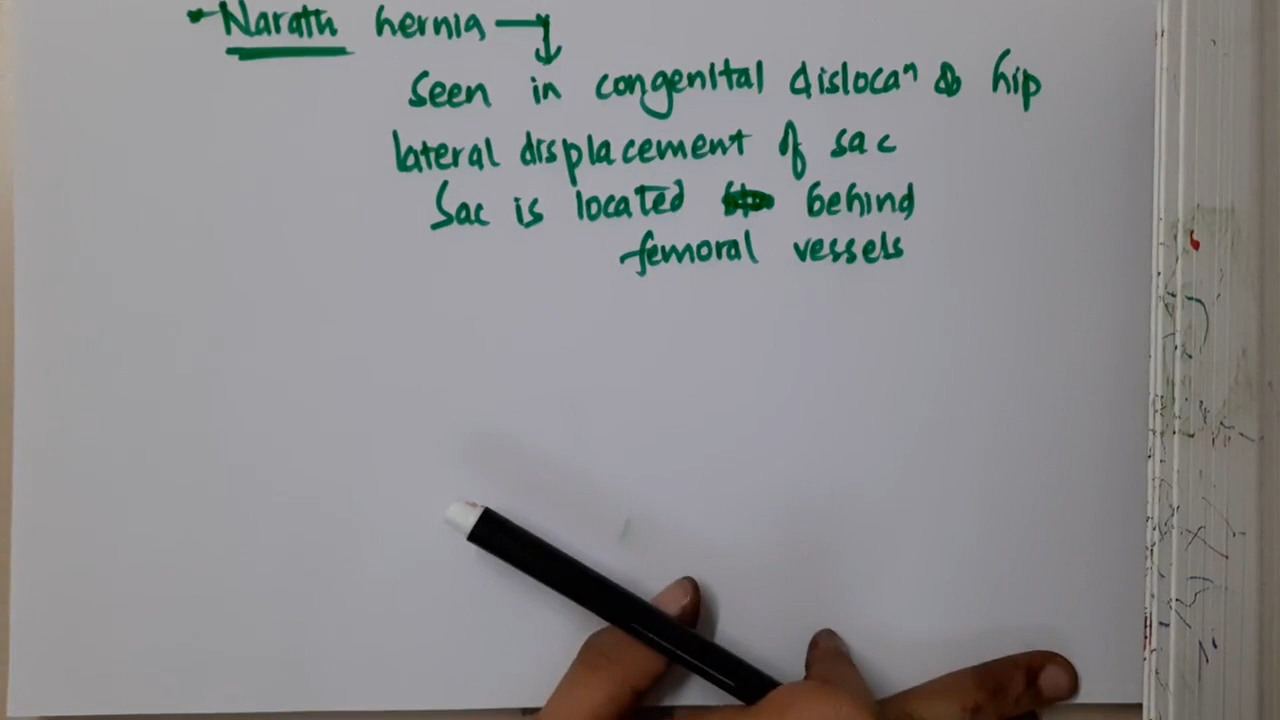 Narath hernia
Seen in congenital dislocaⁿ of hip
lateral displacement of sac
Sac is located behind
femoral vessels